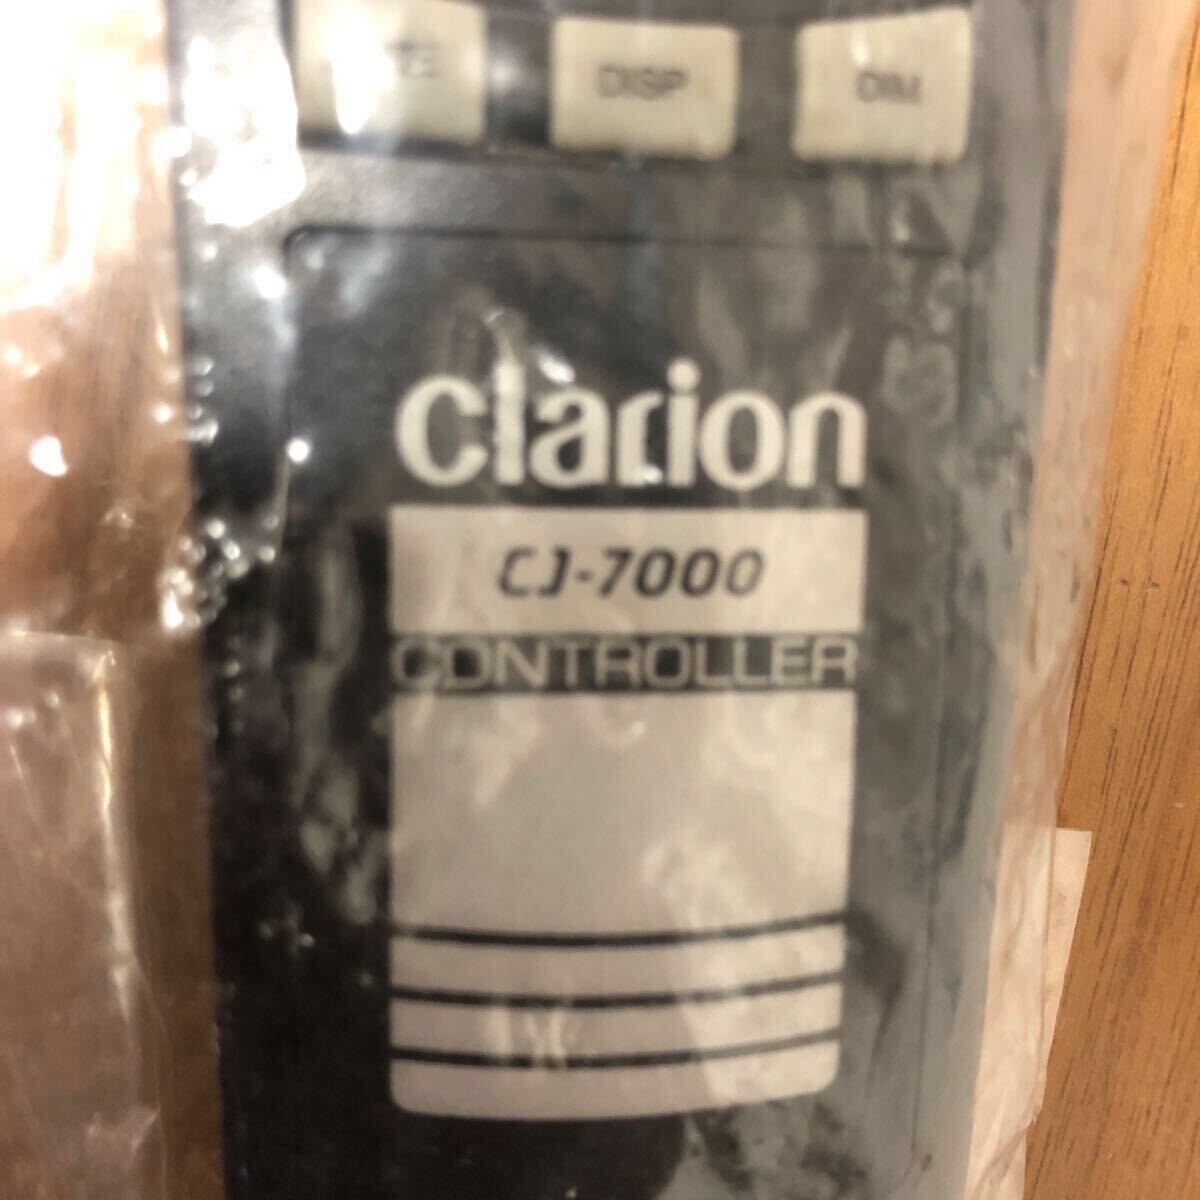 DISP DIM
Clarion
CJ-7000
CONTROLLER